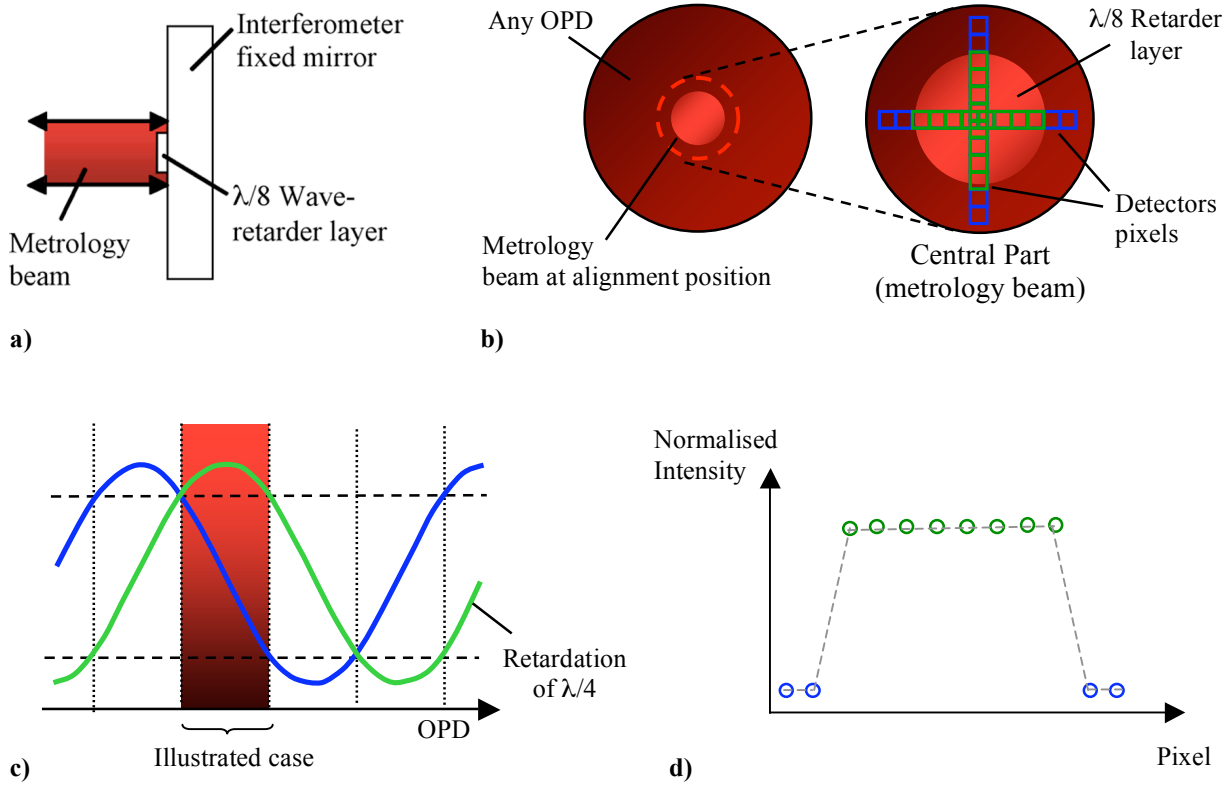 Interferometer
fixed mirror
λ/8 Wave-
retarder layer
Metrology
beam
a)
Any OPD
λ/8 Retarder
layer
Metrology
beam at alignment position
Detectors
pixels
Central Part
(metrology beam)
b)
Retardation
of λ/4
OPD
Illustrated case
c)
Normalised
Intensity
Pixel
d)